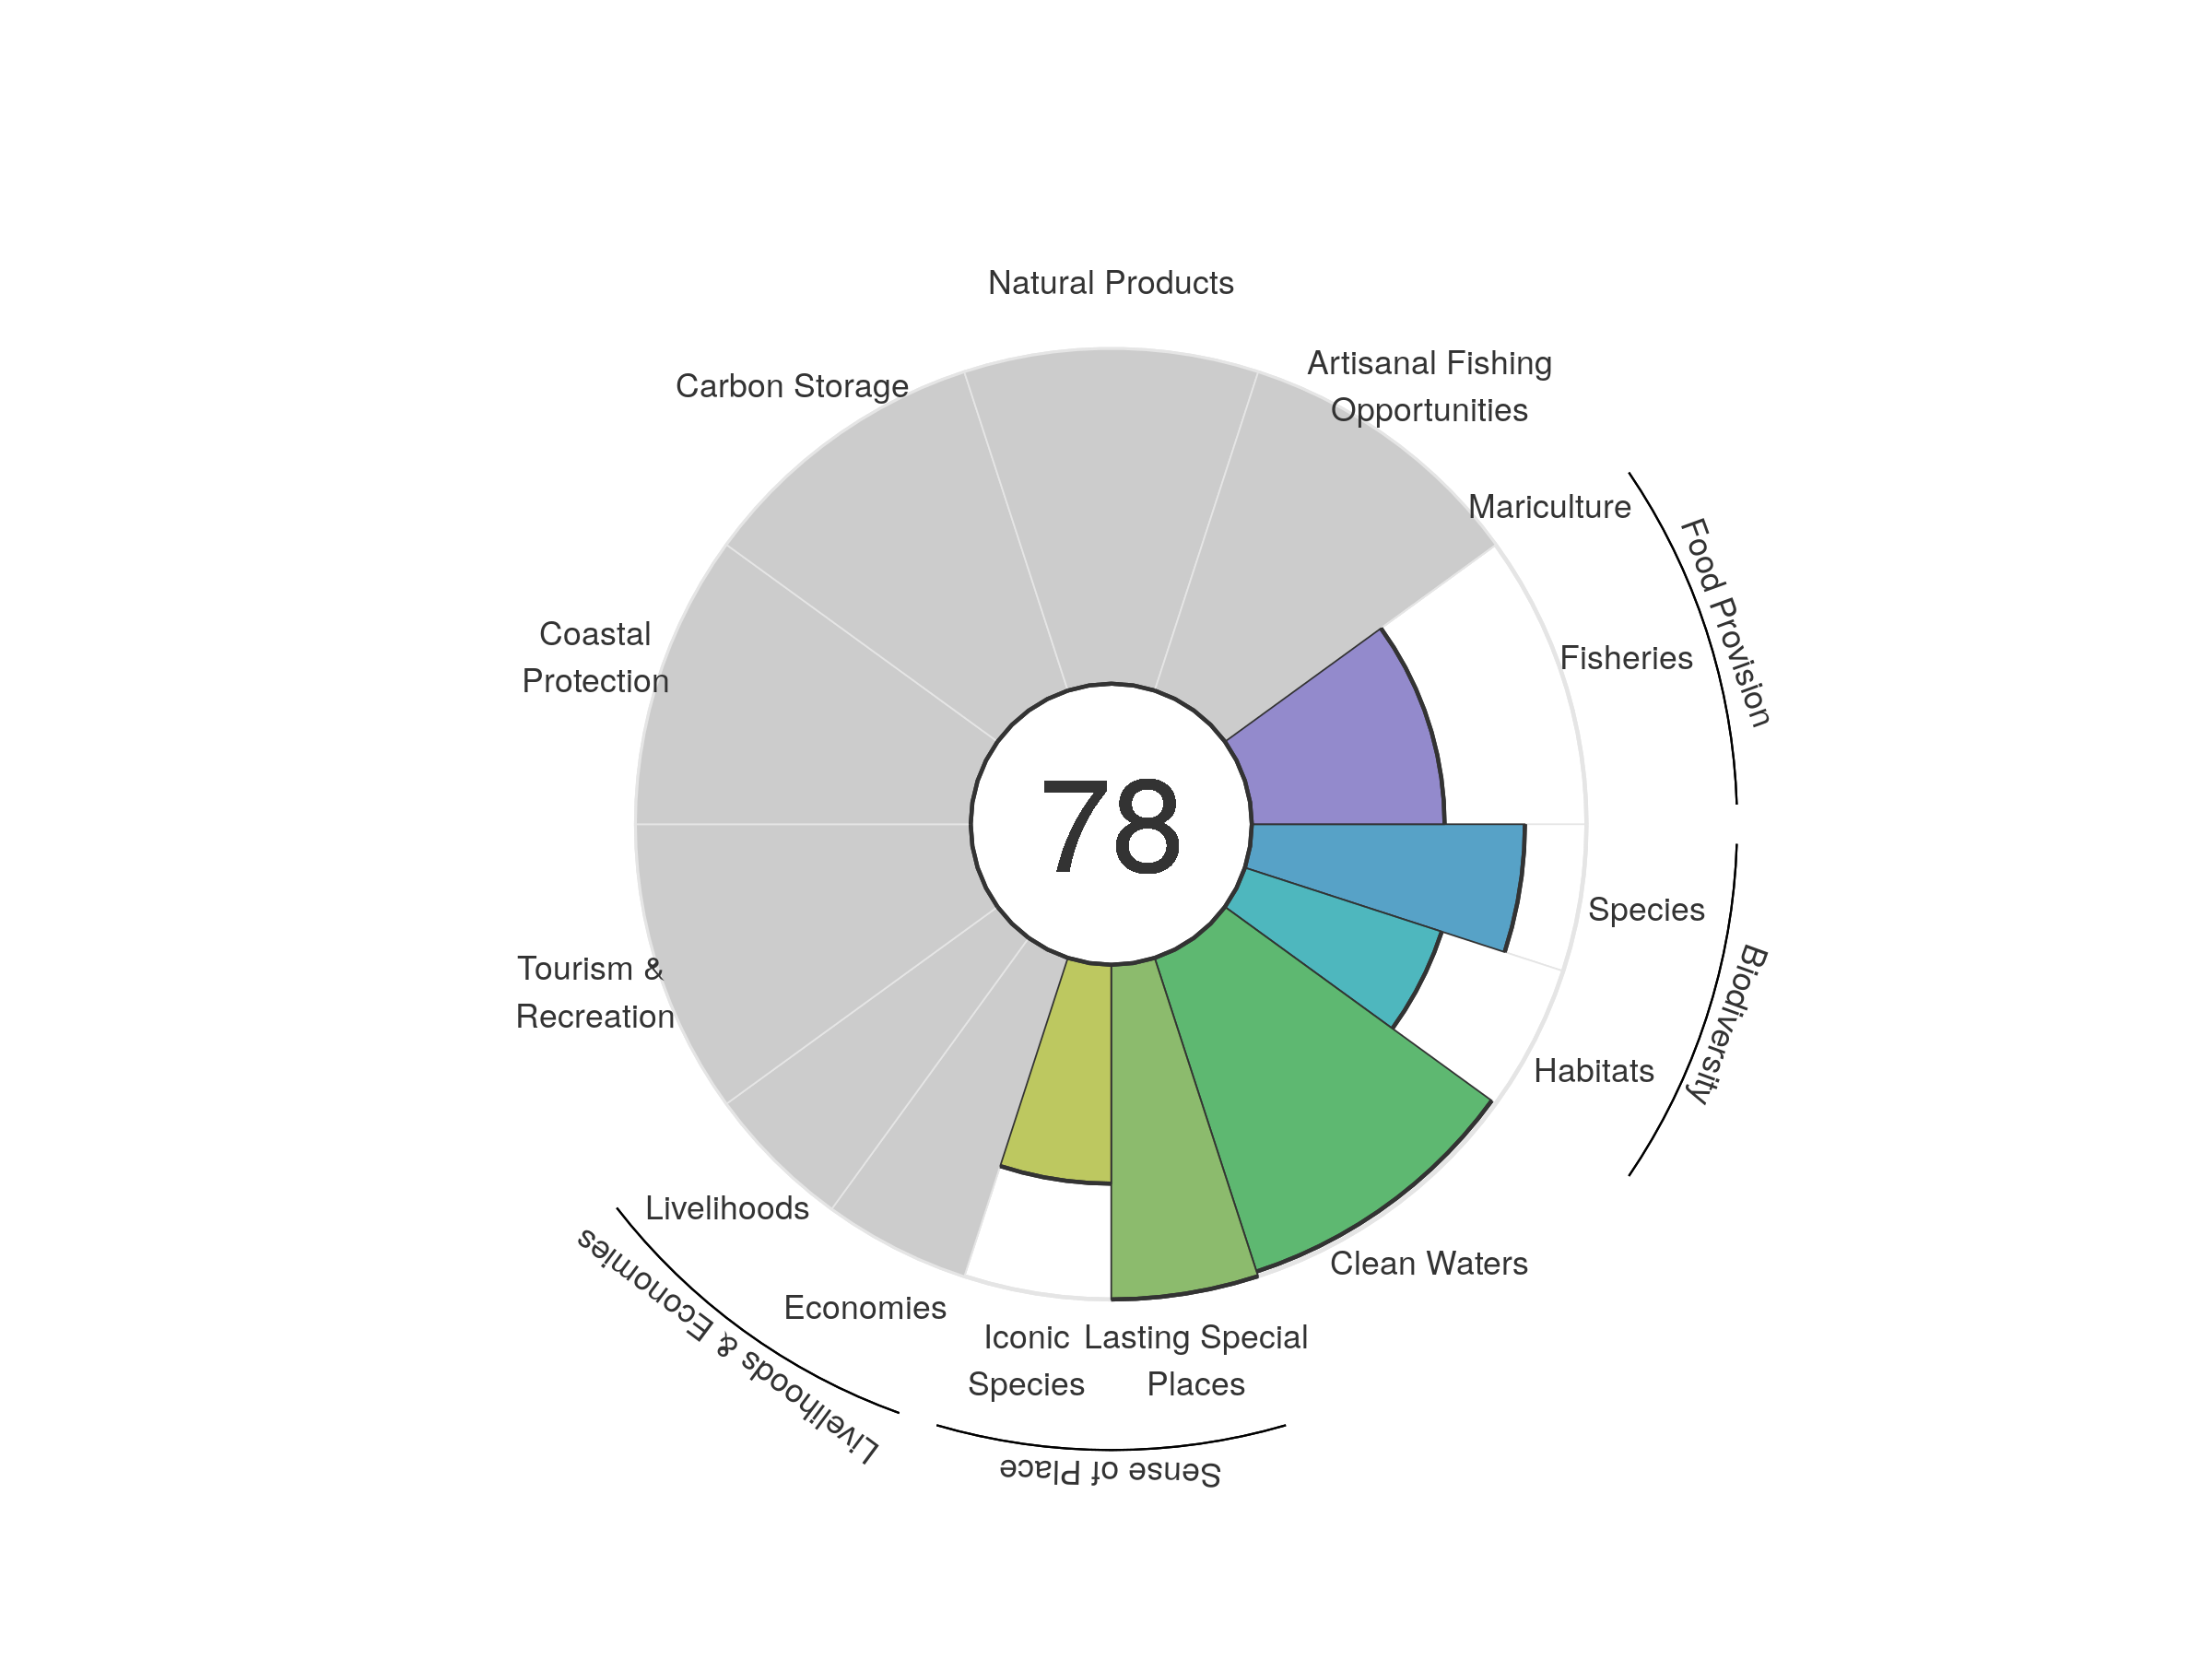 Natural Products
Artisanal Fishing
Opportunities
Carbon Storage
Mariculture
Food Provision
Fisheries
Coastal
Protection
78
Species
Biodiversity
Tourism &
Recreation
Habitats
Livelihoods
Clean Waters
Economies
Livelihoods & Economies
Iconic
Species
Lasting Special
Places
Sense of Place